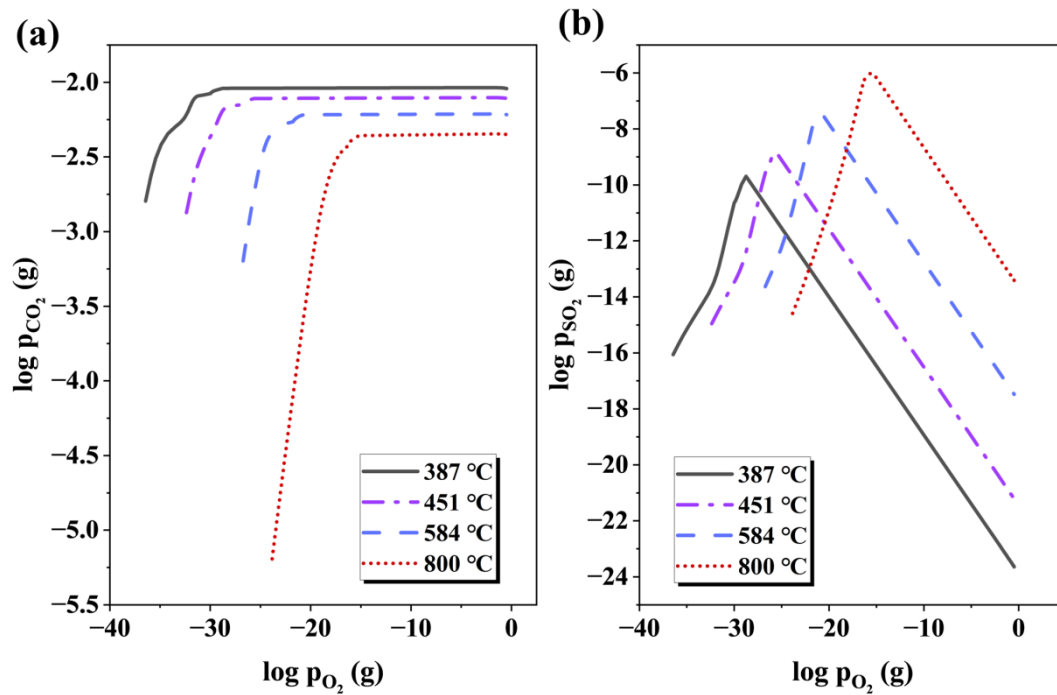 (a)
−2.0
−2.5
−3.0
−3.5
−4.0
−4.5
−5.0
−5.5
log p_CO₂ (g)
387 °C
451 °C
584 °C
800 °C
−40 −30 −20 −10 0
log p_O₂ (g)
(b)
−6
−8
−10
−12
−14
−16
−18
−20
−22
−24
log p_SO₂ (g)
387 °C
451 °C
584 °C
800 °C
−40 −30 −20 −10 0
log p_O₂ (g)